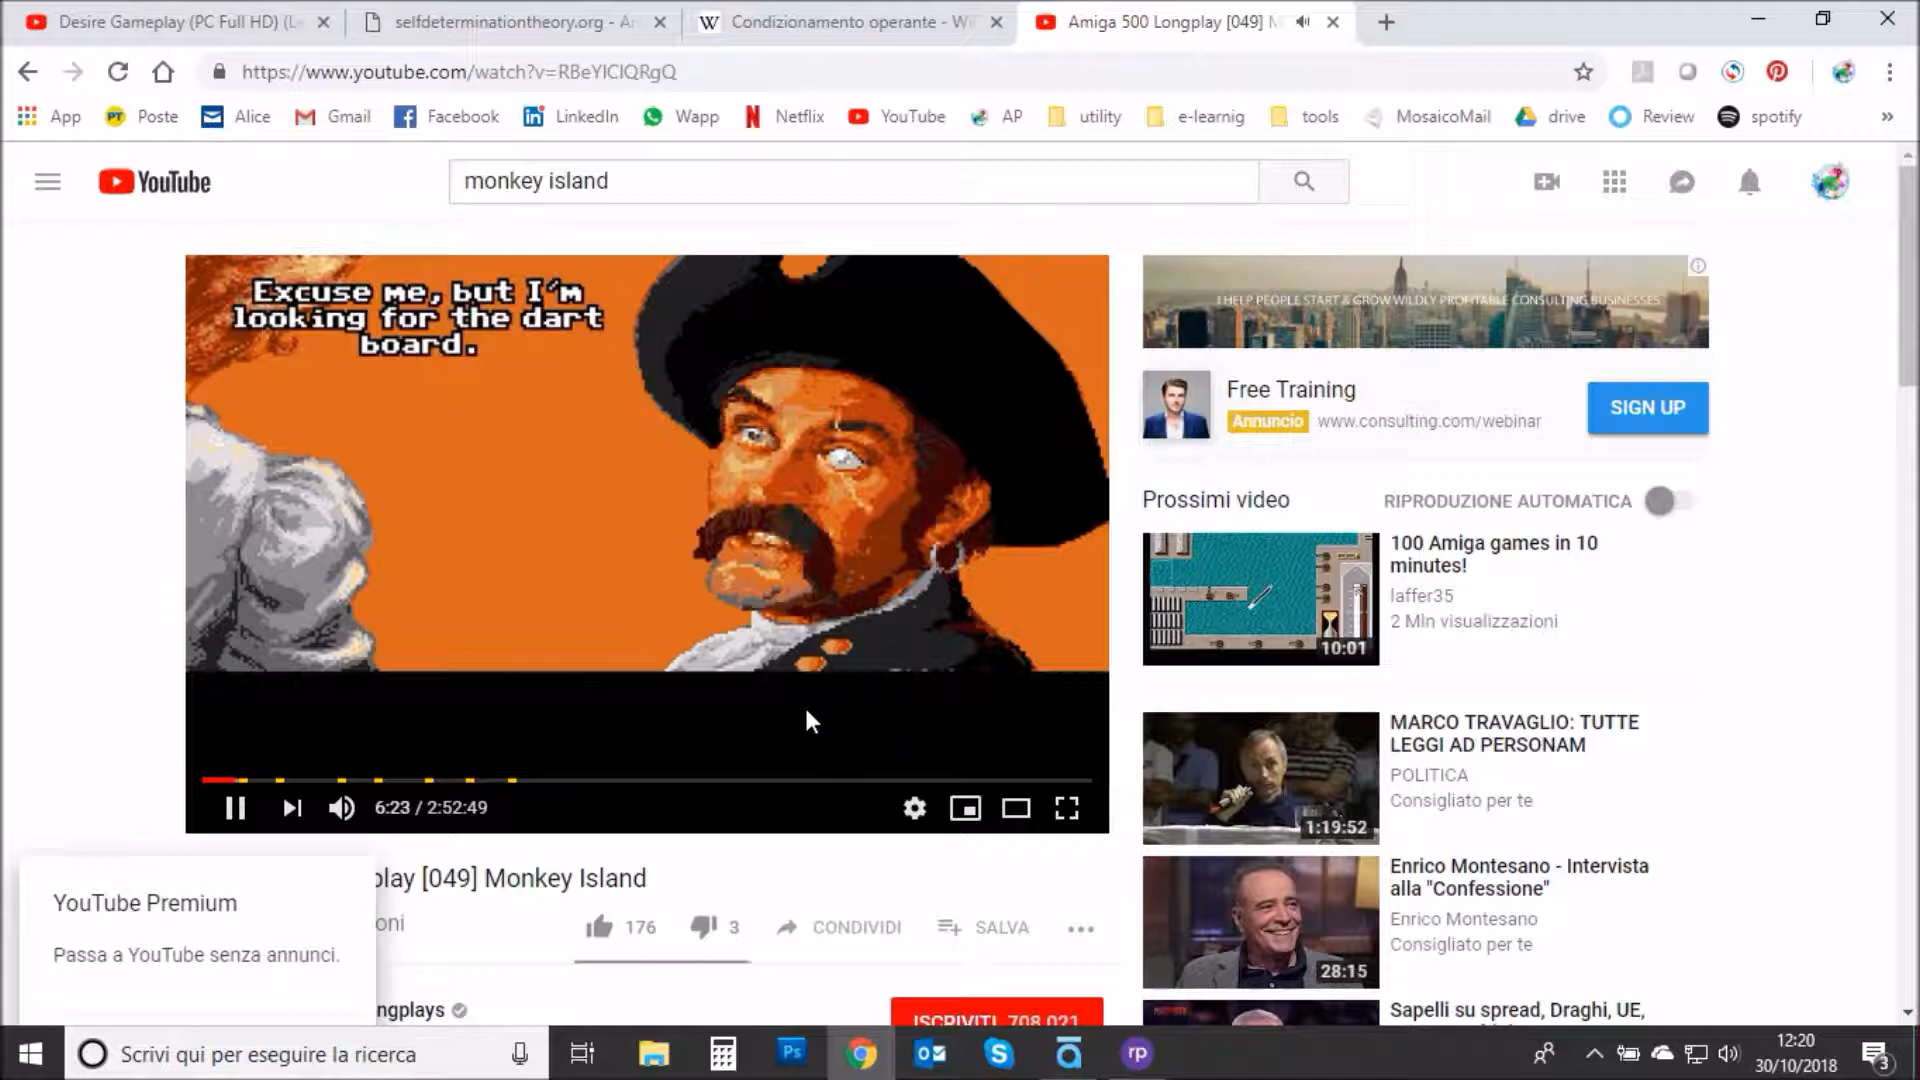 Desire Gameplay (PC Full HD) (L
selfdeterminationtheory.org - A
Condizionamento operante - Wi
Amiga 500 Longplay [049] M
https://www.youtube.com/watch?v=RBeYlClQRgQ
App
Poste
Alice
Gmail
Facebook
LinkedIn
Wapp
Netflix
YouTube
AP
utility
e-learnig
tools
MosaicoMail
drive
Review
spotify
»
YouTube
monkey island
Excuse me, but I'm
looking for the dart
board.
6:23 / 2:52:49
I HELP PEOPLE START & GROW WILDLY PROFITABLE CONSULTING BUSINESSES
Free Training
Annuncio www.consulting.com/webinar
SIGN UP
Prossimi video
RIPRODUZIONE AUTOMATICA
100 Amiga games in 10
minutes!
laffer35
2 Mln visualizzazioni
10:01
MARCO TRAVAGLIO: TUTTE
LEGGI AD PERSONAM
POLITICA
Consigliato per te
1:19:52
Enrico Montesano - Intervista
alla "Confessione"
Enrico Montesano
Consigliato per te
28:15
Sapelli su spread, Draghi, UE,
play [049] Monkey Island
oni
176
3
CONDIVIDI
SALVA
YouTube Premium
Passa a YouTube senza annunci.
ngplays
ISCRIVITI 708.021
Scrivi qui per eseguire la ricerca
Ps
rp
12:20
30/10/2018
3